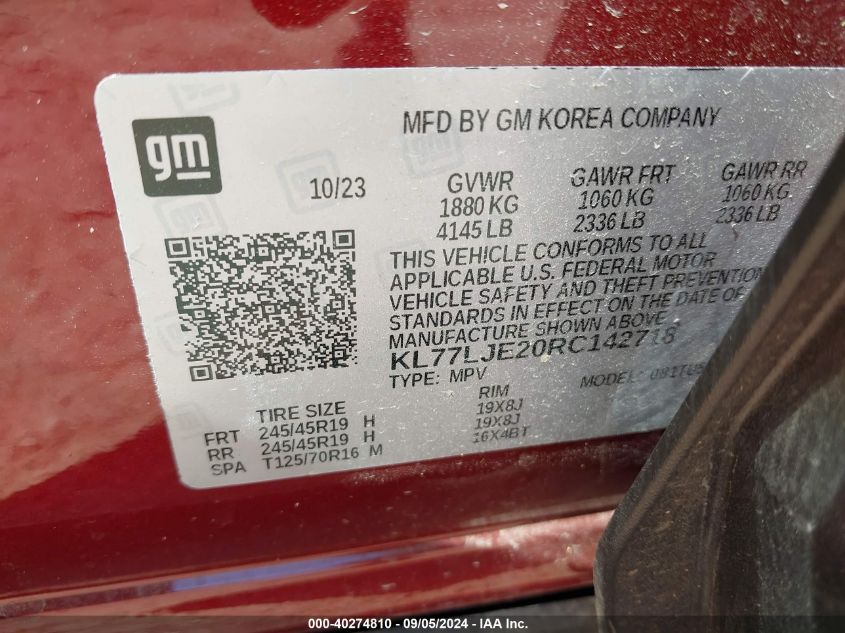 gm
MFD BY GM KOREA COMPANY
10/23
GVWR GAWR FRT GAWR RR
1880 KG 1060 KG 1060 KG
4145 LB 2336 LB 2336 LB
THIS VEHICLE CONFORMS TO ALL
APPLICABLE U.S. FEDERAL MOTOR
VEHICLE SAFETY AND THEFT PREVENTION
STANDARDS IN EFFECT ON THE DATE OF
MANUFACTURE SHOWN ABOVE
KL77LJE20RC142718
TYPE: MPV MODEL:
TIRE SIZE RIM
FRT 245/45R19 H 19X8J
RR 245/45R19 H 19X8J
SPA T125/70R16 M 16X4BT
000-40274810 - 09/05/2024 - IAA Inc.